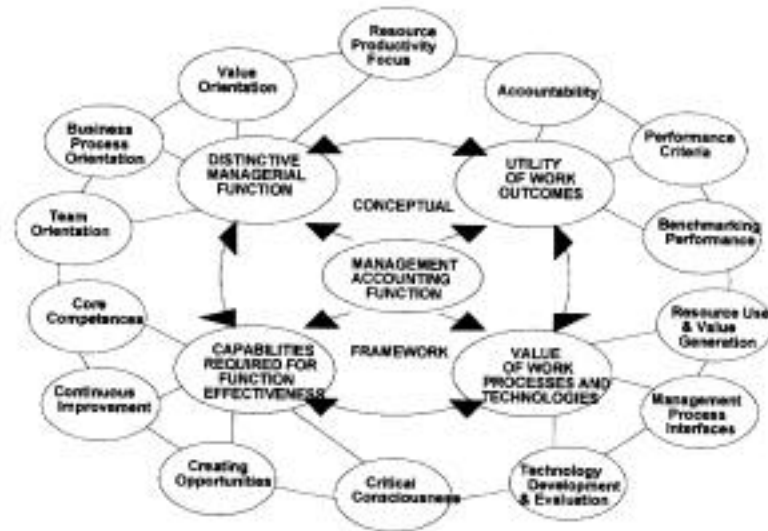 Resource
Productivity
Focus
Value
Orientation
Accountability
Business
Process
Orientation
DISTINCTIVE
MANAGERIAL
FUNCTION
UTILITY
OF WORK
OUTCOMES
Performance
Criteria
CONCEPTUAL
Team
Orientation
Benchmarking
Performance
MANAGEMENT
ACCOUNTING
FUNCTION
Core
Competences
Resource Use
& Value
Generation
FRAMEWORK
CAPABILITIES
REQUIRED FOR
FUNCTION
EFFECTIVENESS
VALUE
OF WORK
PROCESSES AND
TECHNOLOGIES
Continuous
Improvement
Management
Process
Interfaces
Creating
Opportunities
Critical
Consciousness
Technology
Development
& Evaluation